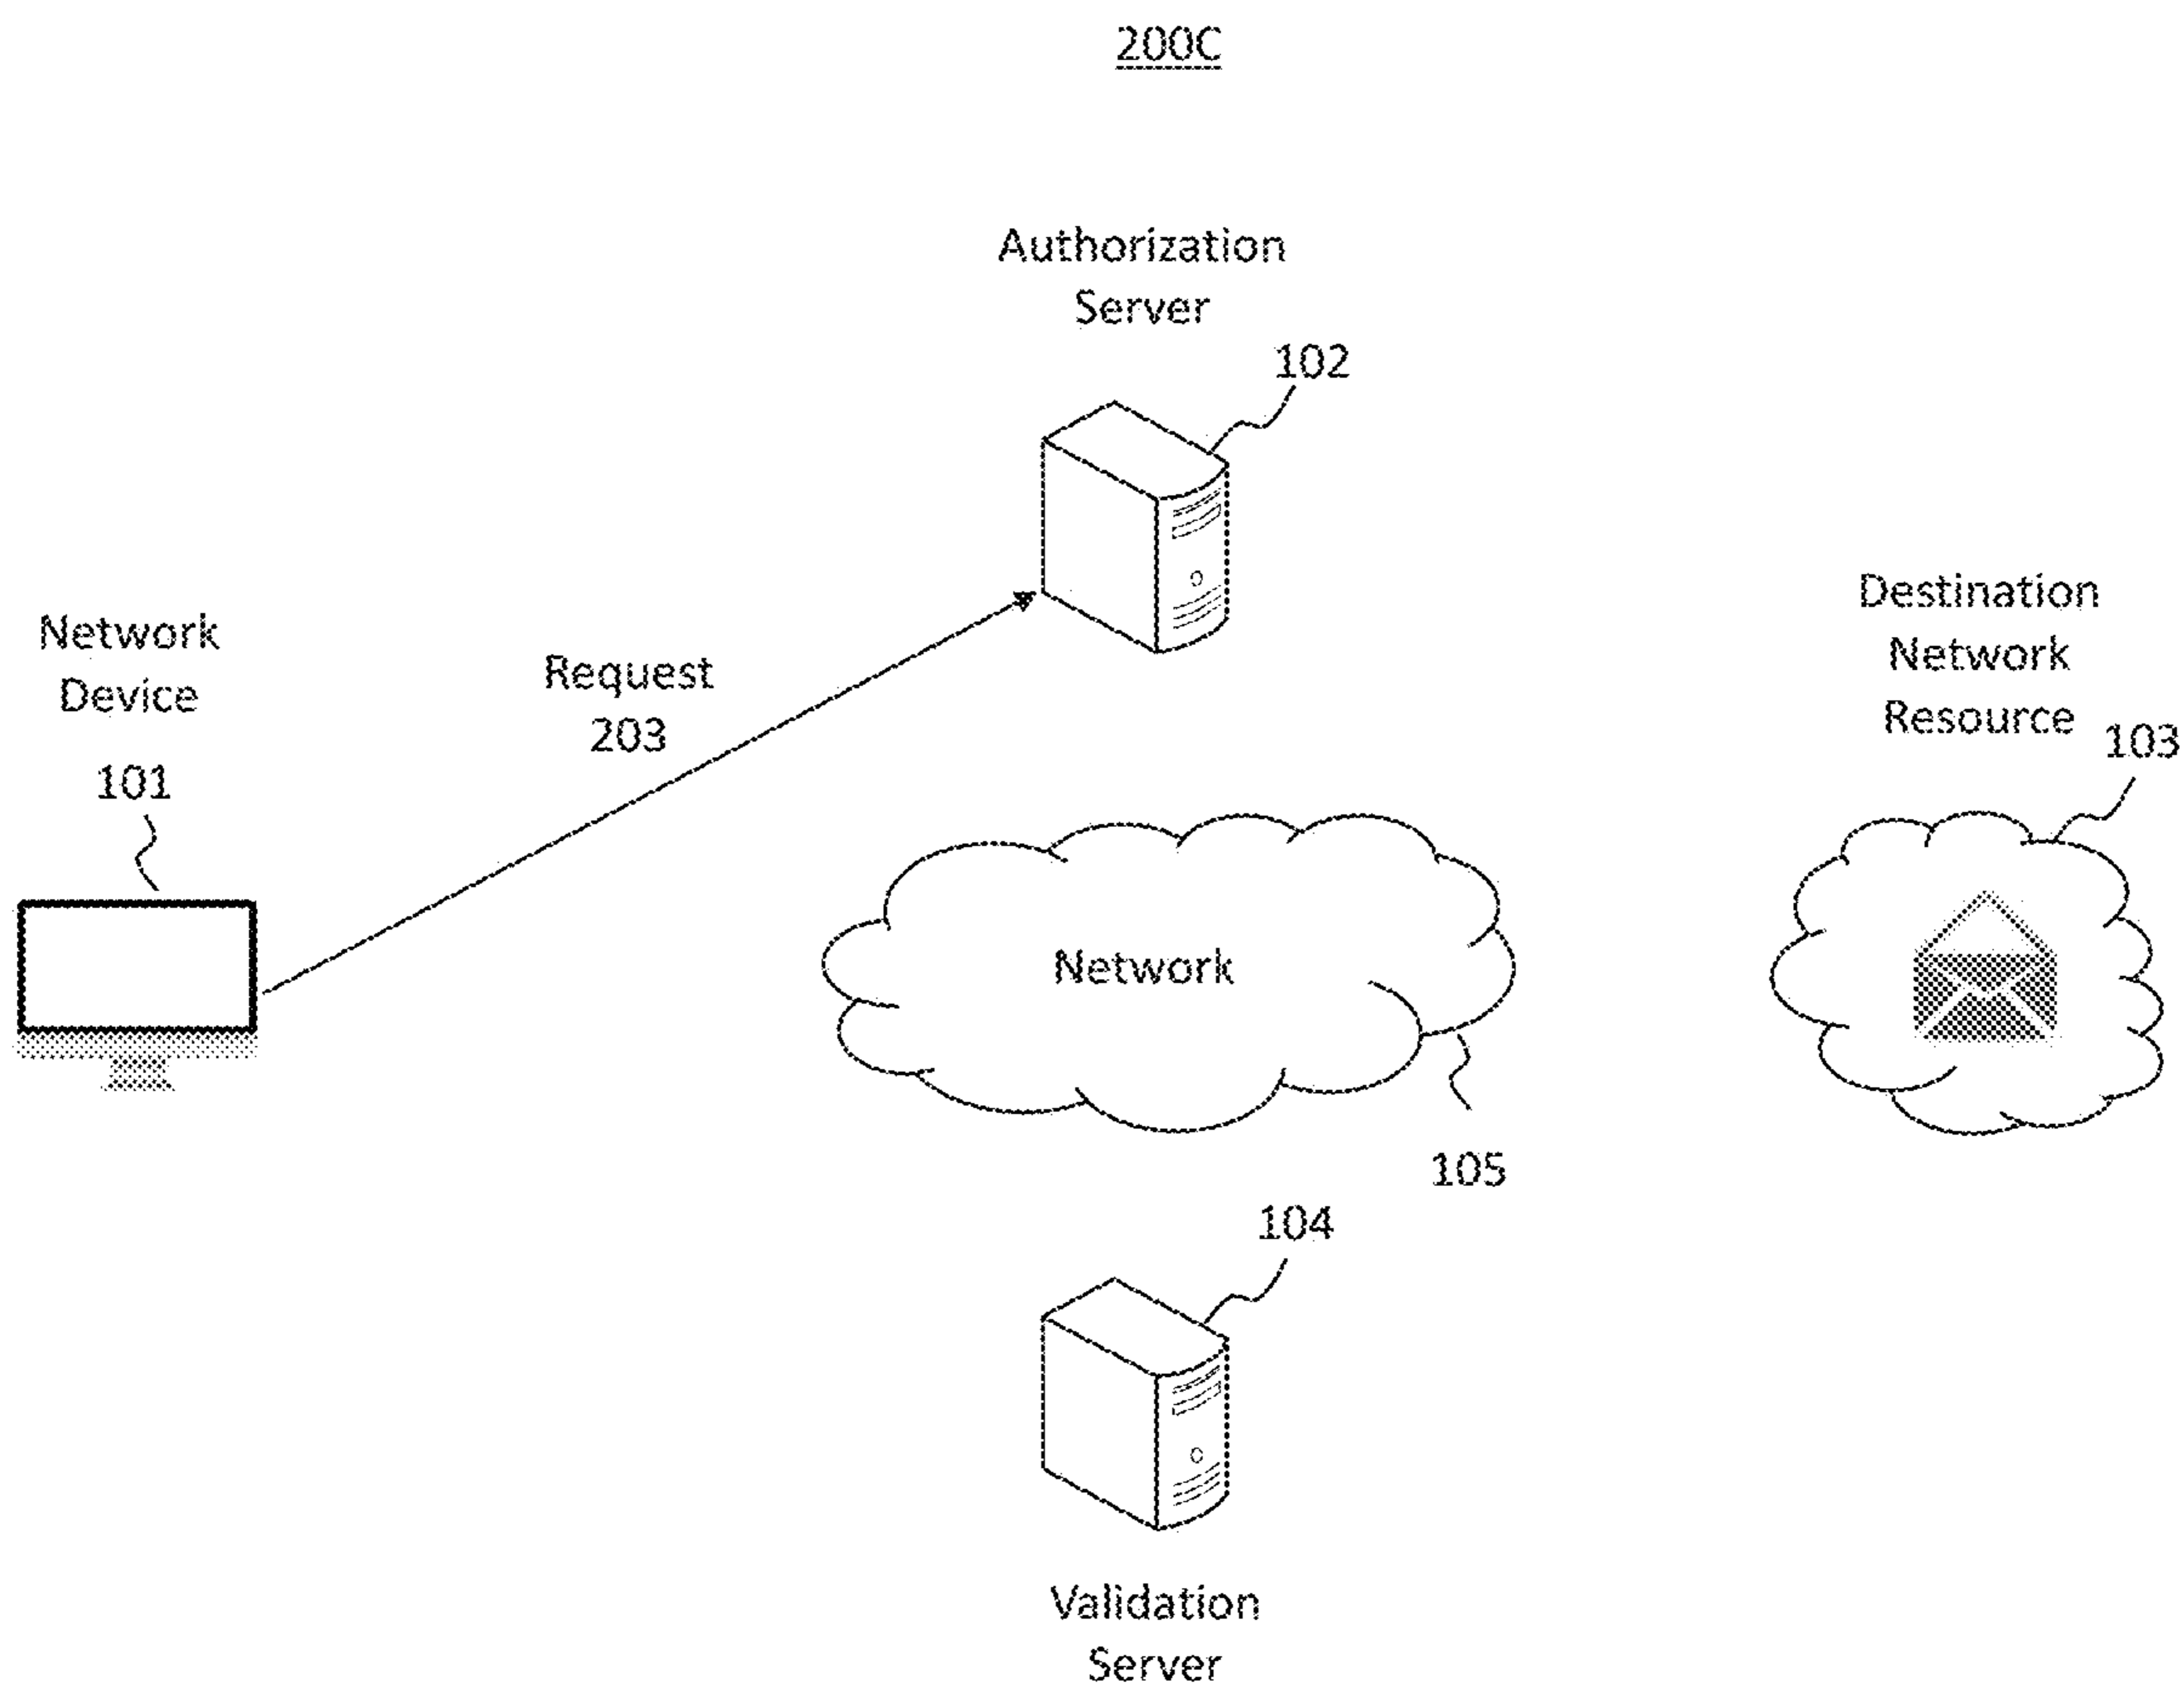 200C
Authorization
Server
102
Network
Device
101
Request
203
Destination
Network
Resource
103
Network
105
104
Validation
Server